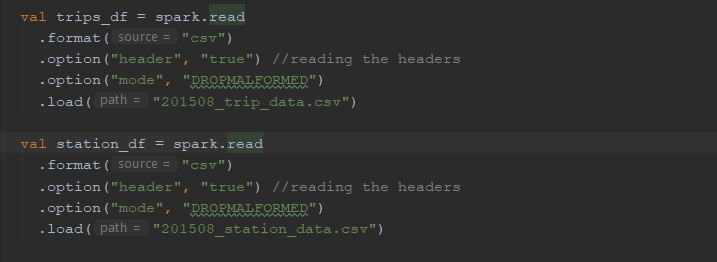 val trips_df = spark.read
.format( source = "csv")
.option("header", "true") //reading the headers
.option("mode", "DROPMALFORMED")
.load( path = "201508_trip_data.csv")
val station_df = spark.read
.format( source = "csv")
.option("header", "true") //reading the headers
.option("mode", "DROPMALFORMED")
.load( path = "201508_station_data.csv")